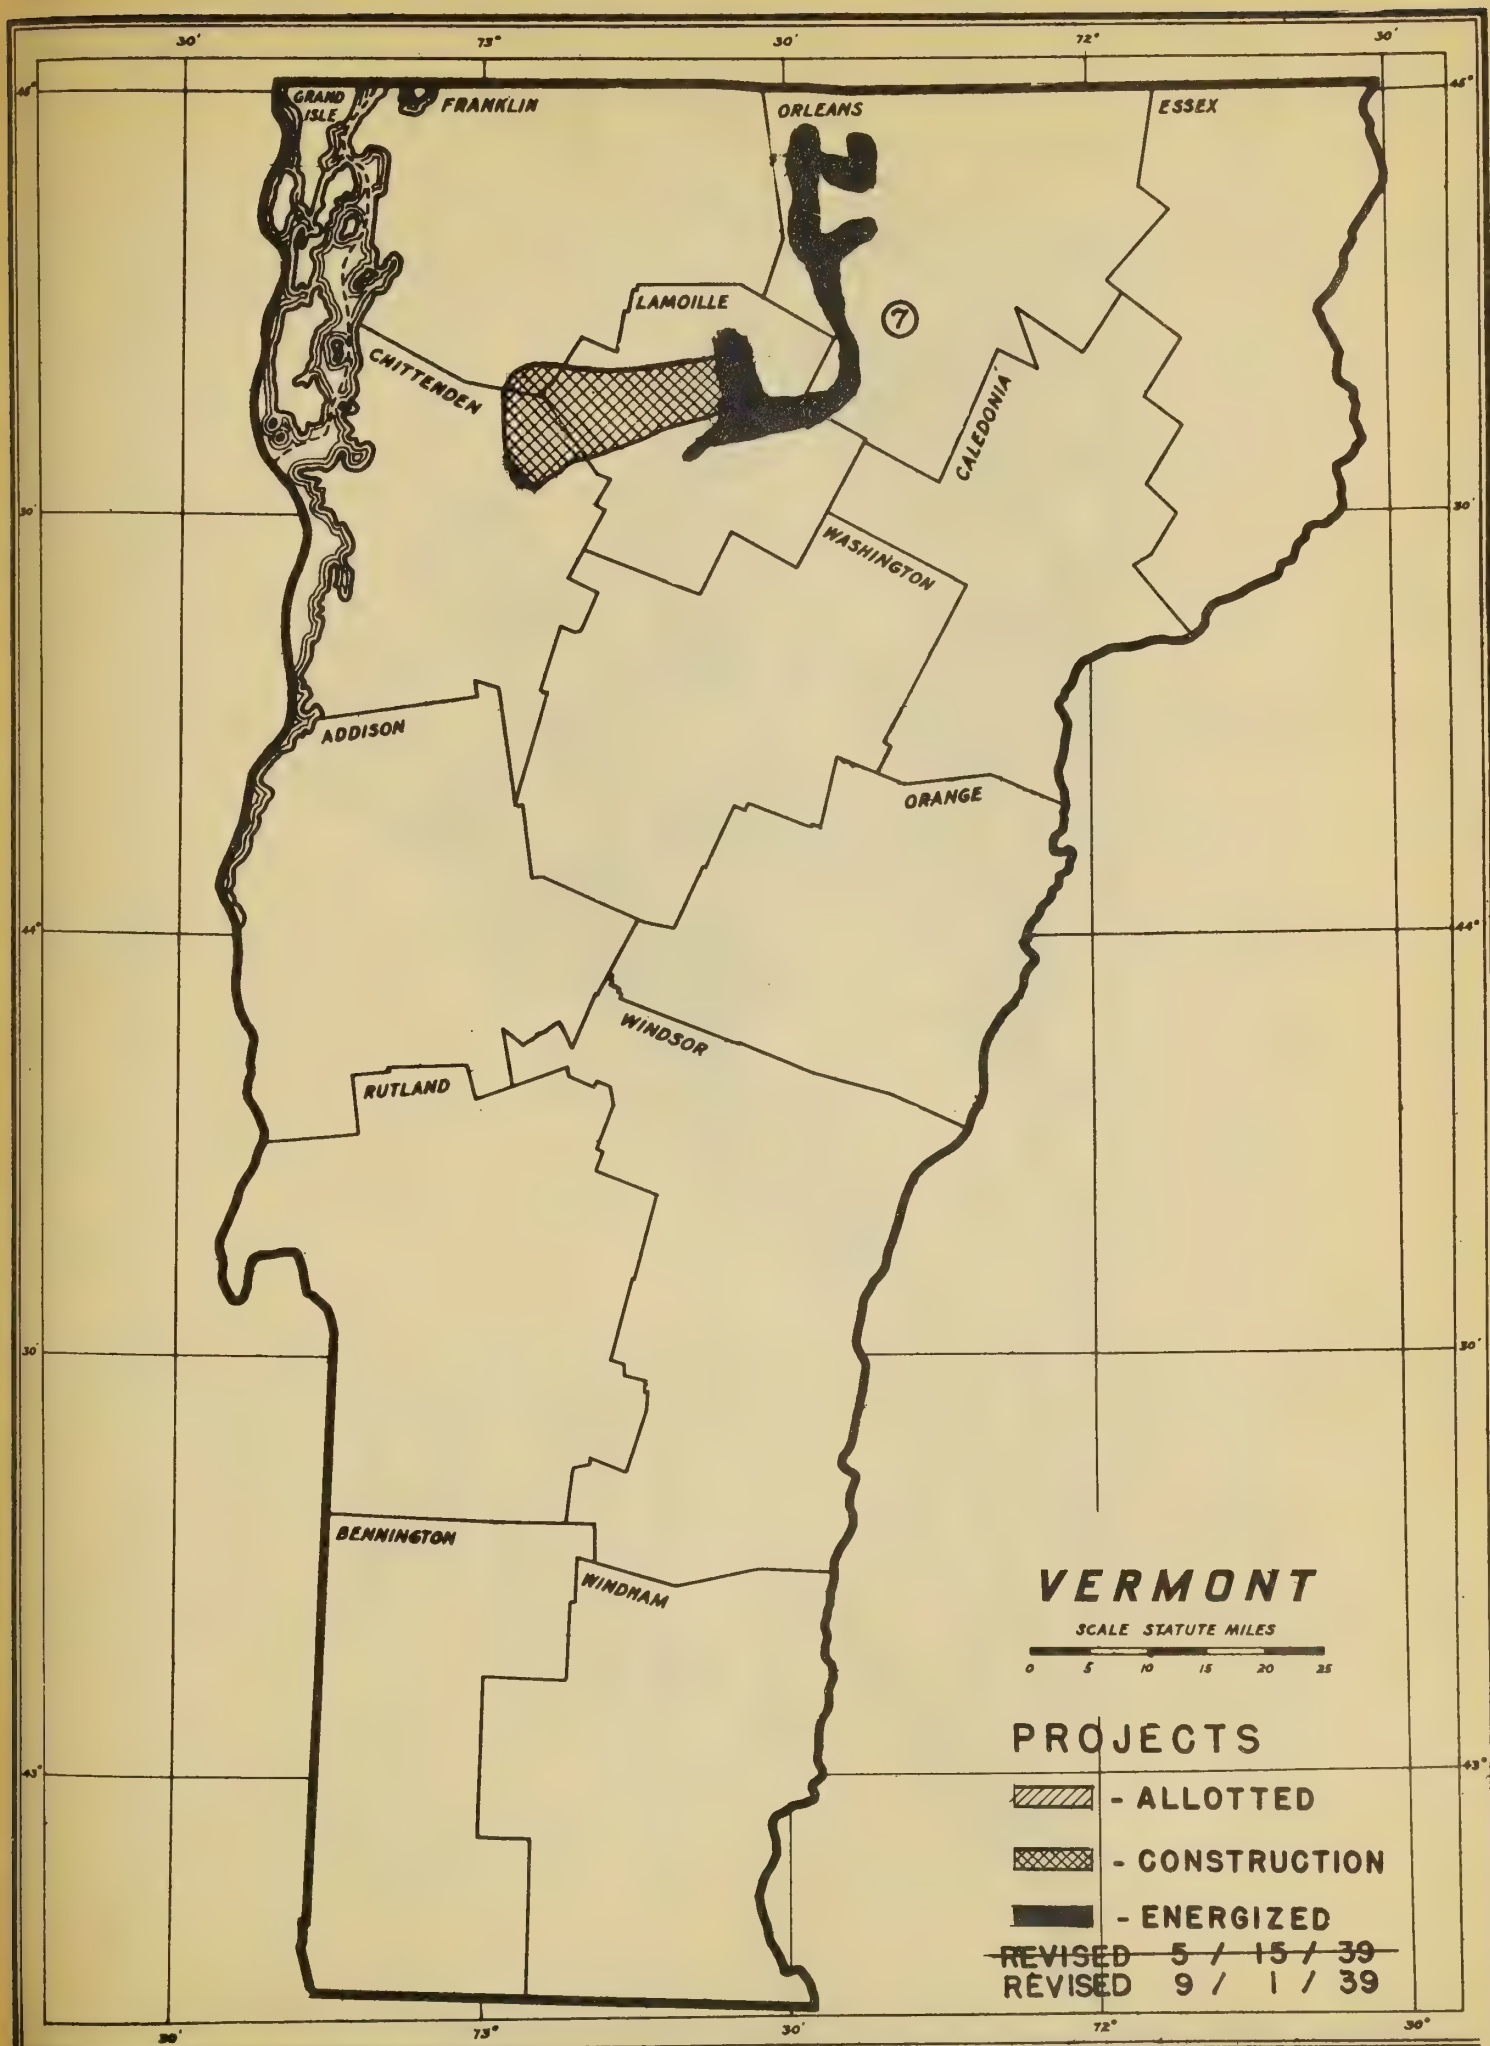 30' 73° 30' 72° 30'
45° 45°
GRAND
ISLE
FRANKLIN
ORLEANS
ESSEX
LAMOILLE
7
CHITTENDEN
CALEDONIA
30' 30'
WASHINGTON
ADDISON
ORANGE
44° 44°
WINDSOR
RUTLAND
30' 30'
BENNINGTON
WINDHAM
VERMONT
SCALE STATUTE MILES
0 5 10 15 20 25
PROJECTS
43° 43°
- ALLOTTED
- CONSTRUCTION
- ENERGIZED
REVISED 5 / 15 / 39
REVISED 9 / 1 / 39
30' 73° 30' 72° 30°